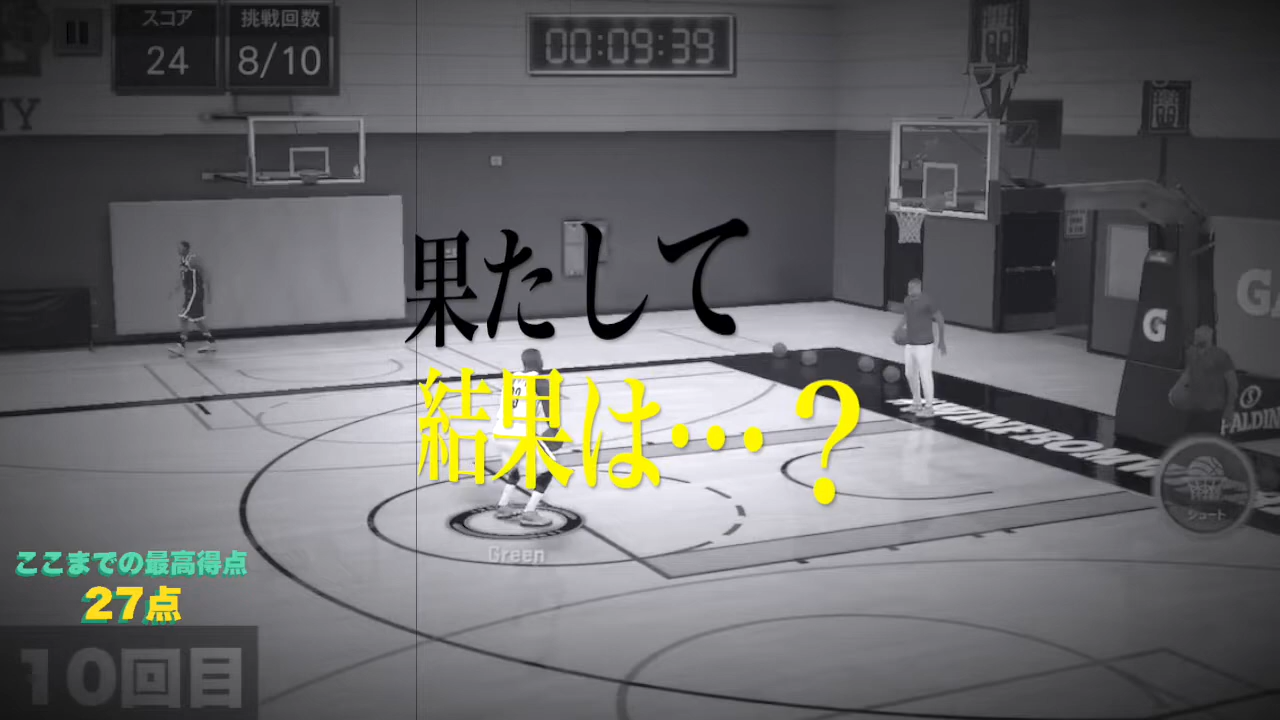 スコア
24
挑戦回数
8/10
00:09:39
果たして
結果は…？
G
G
SPALDING
シュート
Green
ここまでの最高得点
27点
10回目